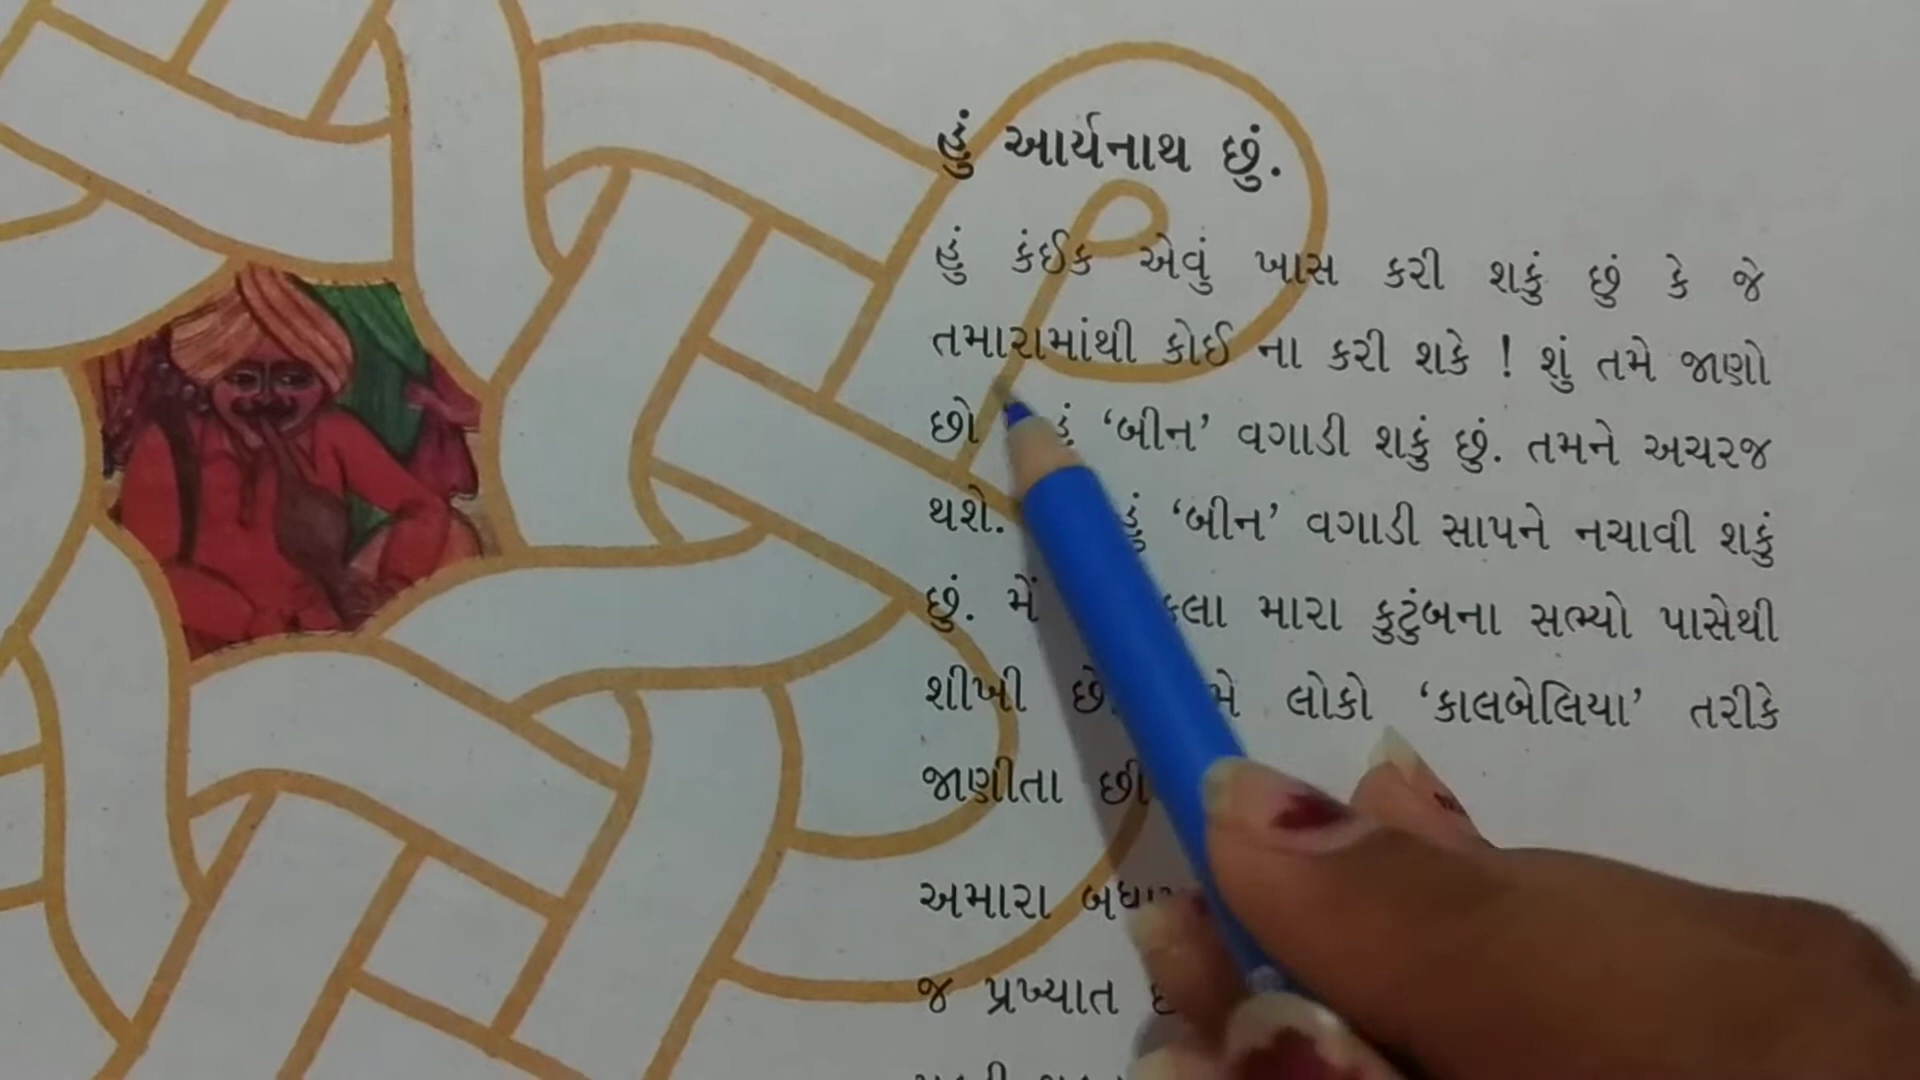 હું આર્યનાથ છું.
હું કંઈક એવું ખાસ કરી શકું છું કે જે
તમારામાંથી કોઈ ના કરી શકે ! શું તમે જાણો
છો હું ‘બીન’ વગાડી શકું છું. તમને અચરજ
થશે. હું ‘બીન’ વગાડી સાપને નચાવી શકું
છું. મેં કલા મારા કુટુંબના સભ્યો પાસેથી
શીખી છે. લોકો ‘કાલબેલિયા’ તરીકે
જાણીતા
અમારા
જ પ્રખ્યાત